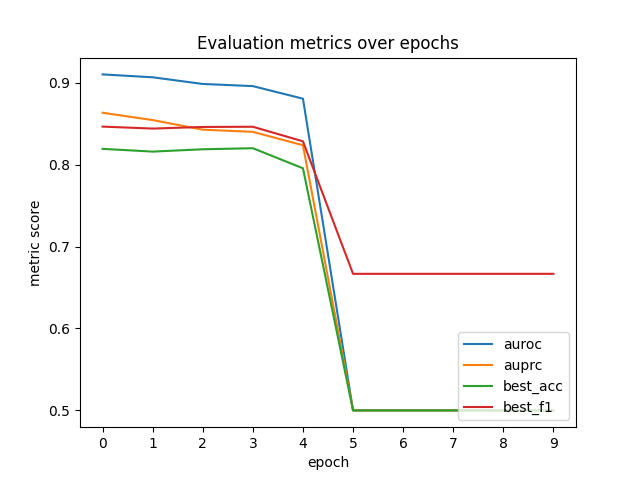 Evaluation metrics over epochs
metric score
0.9
0.8
0.7
0.6
0.5
auroc
auprc
best_acc
best_f1
0 1 2 3 4 5 6 7 8 9
epoch